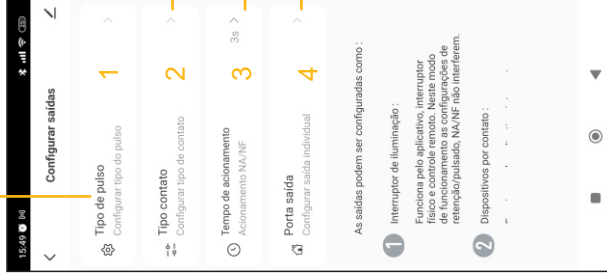 15:49
35
Configurar saídas
Tipo de pulso
Configurar tipo do pulso
1
Tipo contato
Configurar tipo de contato
2
Tempo de acionamento
Acionamento NA/NF
3
3s
Porta saída
Configurar saída individual
4
As saídas podem ser configuradas como :
1 Interruptor de iluminação :
Funciona pelo aplicativo, interruptor
físico e controle remoto. Neste modo
de funcionamento as configurações de
retenção/pulsado, NA/NF não interferem.
2 Dispositivos por contato :